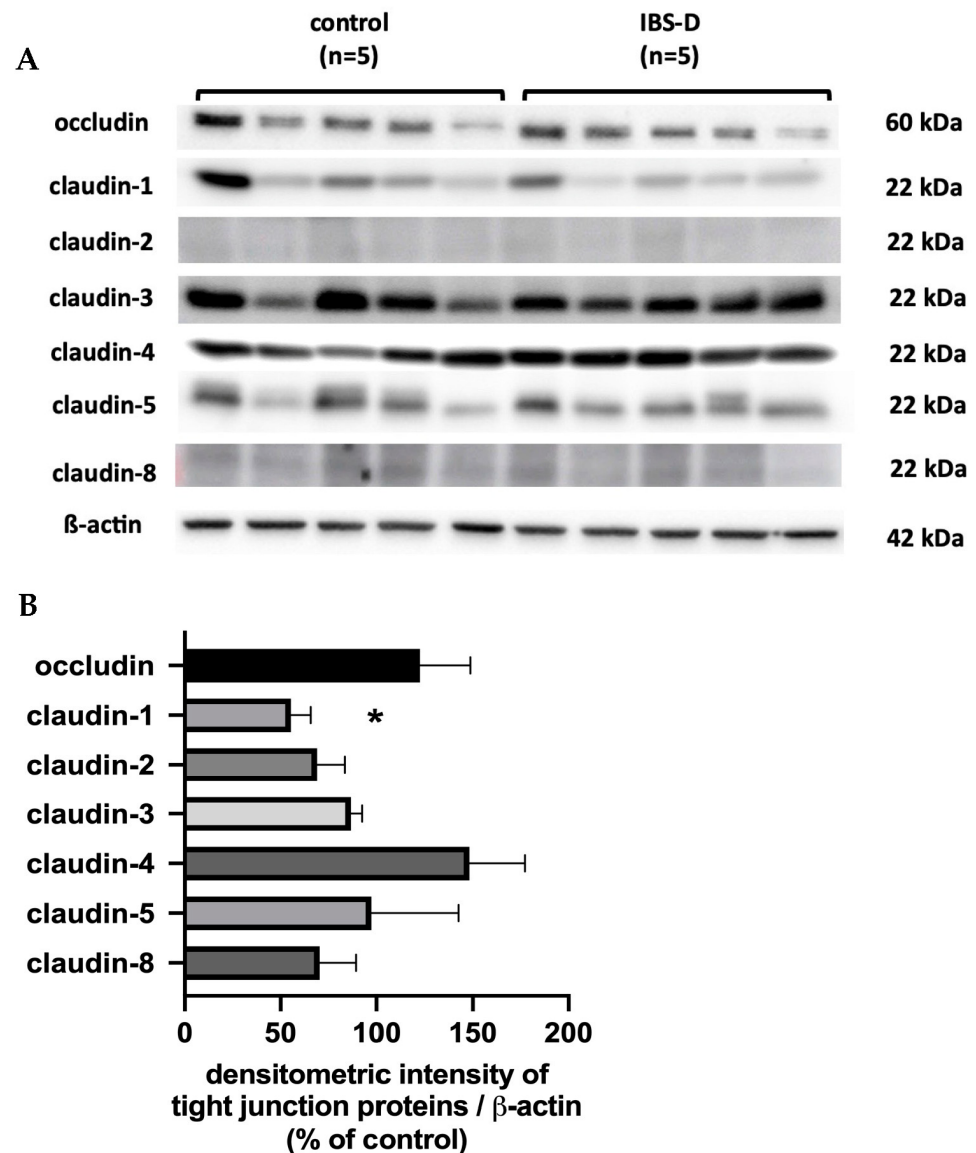 control
(n=5)
IBS-D
(n=5)
A
occludin 60 kDa
claudin-1 22 kDa
claudin-2 22 kDa
claudin-3 22 kDa
claudin-4 22 kDa
claudin-5 22 kDa
claudin-8 22 kDa
ß-actin 42 kDa
B
occludin
claudin-1 *
claudin-2
claudin-3
claudin-4
claudin-5
claudin-8
0 50 100 150 200
densitometric intensity of
tight junction proteins / β-actin
(% of control)